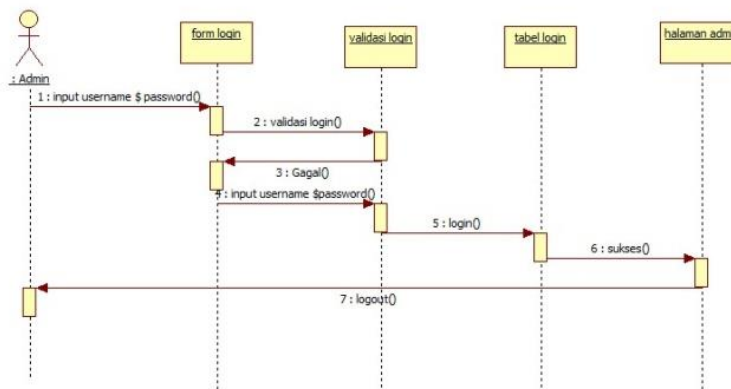 form login
validasi login
tabel login
halaman adm
: Admin
1 : input username $ password()
2 : validasi login()
3 : Gagal()
4 : input username $password()
5 : login()
6 : sukses()
7 : logout()